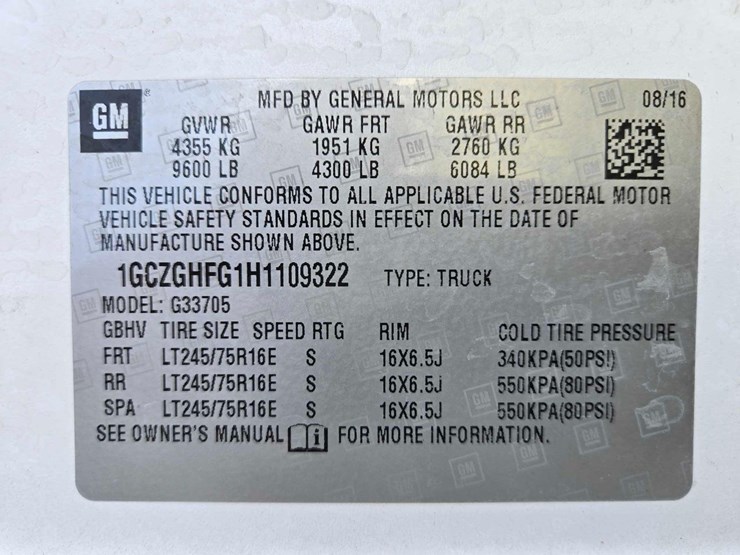 GM
MFD BY GENERAL MOTORS LLC 08/16
GVWR GAWR FRT GAWR RR
4355 KG 1951 KG 2760 KG
9600 LB 4300 LB 6084 LB
THIS VEHICLE CONFORMS TO ALL APPLICABLE U.S. FEDERAL MOTOR
VEHICLE SAFETY STANDARDS IN EFFECT ON THE DATE OF
MANUFACTURE SHOWN ABOVE.
1GCZGHFG1H1109322 TYPE: TRUCK
MODEL: G33705
GBHV TIRE SIZE SPEED RTG RIM COLD TIRE PRESSURE
FRT LT245/75R16E S 16X6.5J 340KPA(50PSI)
RR LT245/75R16E S 16X6.5J 550KPA(80PSI)
SPA LT245/75R16E S 16X6.5J 550KPA(80PSI)
SEE OWNER'S MANUAL i FOR MORE INFORMATION.